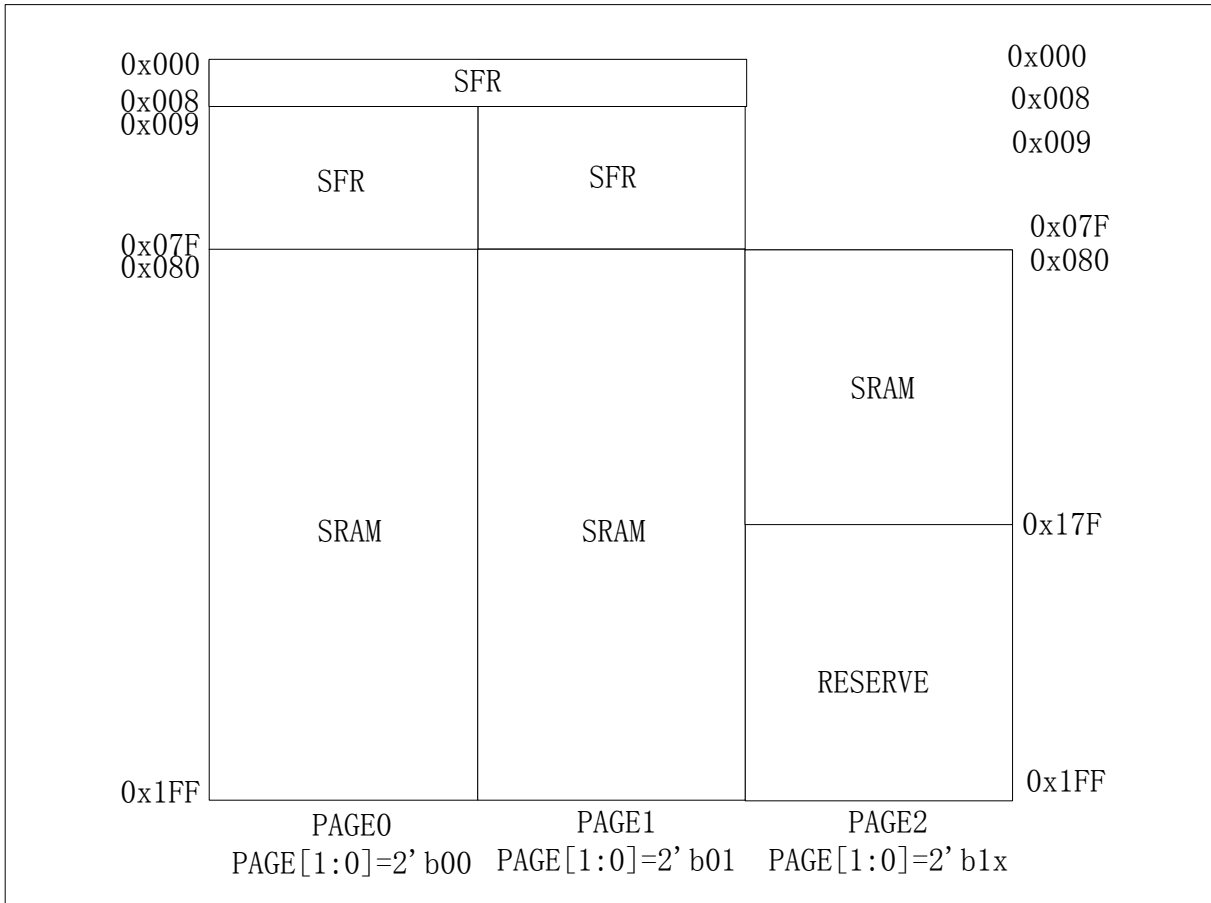 0x000
SFR
0x000
0x008
0x008
0x009
0x009
SFR
SFR
0x07F
0x07F
0x080
0x080
SRAM
SRAM
SRAM
0x17F
RESERVE
0x1FF
0x1FF
PAGE0
PAGE1
PAGE2
PAGE[1:0]=2'b00
PAGE[1:0]=2'b01
PAGE[1:0]=2'b1x